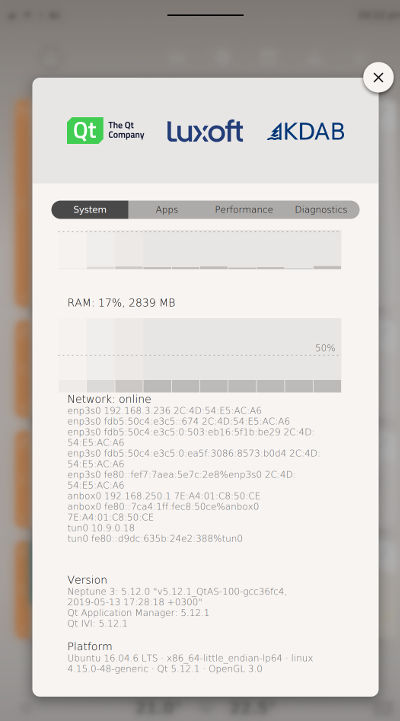 Qt The Qt Company
Luxoft
KDAB
System Apps Performance Diagnostics
RAM: 17%, 2839 MB
50%
Network: online
enp3s0 192.168.3.236 2C:4D:54:E5:AC:A6
enp3s0 fdb5:50c4:e3c5::674 2C:4D:54:E5:AC:A6
enp3s0 fdb5:50c4:e3c5:0:503:eb16:5f1b:be29 2C:4D:
54:E5:AC:A6
enp3s0 fdb5:50c4:e3c5:0:ea5f:3086:8573:b0d4 2C:4D:
54:E5:AC:A6
enp3s0 fe80::fef7:7aea:5e7c:2e8%enp3s0 2C:4D:
54:E5:AC:A6
anbox0 192.168.250.1 7E:A4:01:C8:50:CE
anbox0 fe80::7ca4:1ff:fec8:50ce%anbox0
7E:A4:01:C8:50:CE
tun0 10.9.0.18
tun0 fe80::d9dc:635b:24e2:388%tun0
Version
Neptune 3: 5.12.0 "v5.12.1_QtAS-100-gcc36fc4,
2019-05-13 17:28:18 +0300"
Qt Application Manager: 5.12.1
Qt IVI: 5.12.1
Platform
Ubuntu 16.04.6 LTS · x86_64-little_endian-lp64 · linux
4.15.0-48-generic · Qt 5.12.1 · OpenGL 3.0
21.0° 22.5°